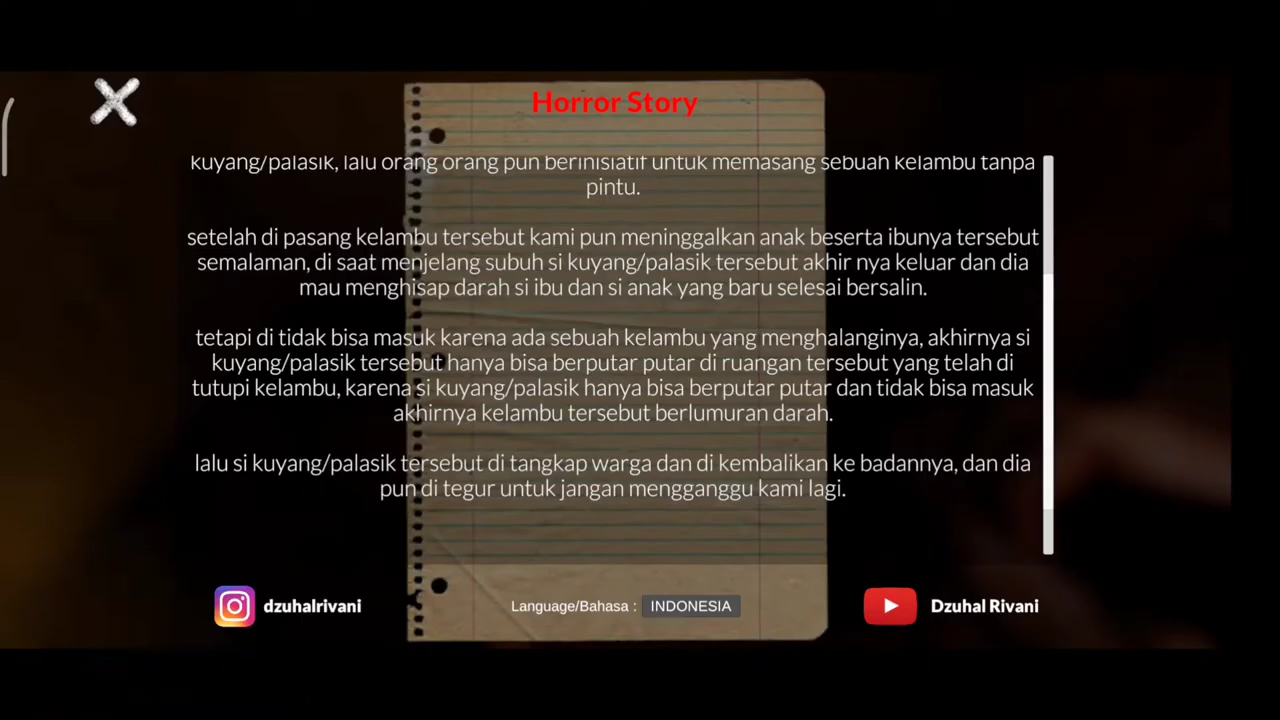 Horror Story
kuyang/palasik, lalu orang orang pun berinisiatif untuk memasang sebuah kelambu tanpa
pintu.
setelah di pasang kelambu tersebut kami pun meninggalkan anak beserta ibunya tersebut
semalaman, di saat menjelang subuh si kuyang/palasik tersebut akhir nya keluar dan dia
mau menghisap darah si ibu dan si anak yang baru selesai bersalin.
tetapi di tidak bisa masuk karena ada sebuah kelambu yang menghalanginya, akhirnya si
kuyang/palasik tersebut hanya bisa berputar putar di ruangan tersebut yang telah di
tutupi kelambu, karena si kuyang/palasik hanya bisa berputar putar dan tidak bisa masuk
akhirnya kelambu tersebut berlumuran darah.
lalu si kuyang/palasik tersebut di tangkap warga dan di kembalikan ke badannya, dan dia
pun di tegur untuk jangan mengganggu kami lagi.
dzuhalrivani
Language/Bahasa : INDONESIA
Dzuhal Rivani